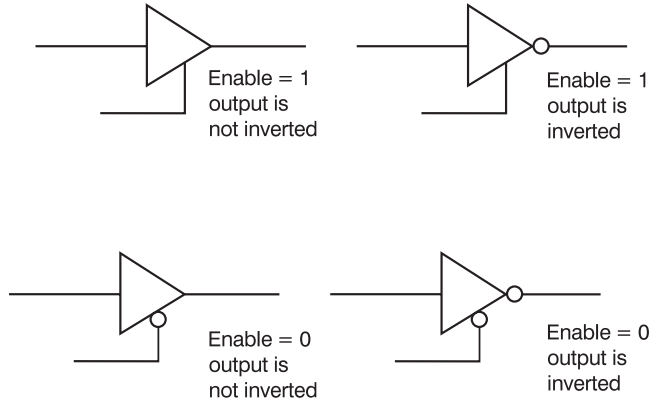 Enable = 1
output is
not inverted
Enable = 1
output is
inverted
Enable = 0
output is
not inverted
Enable = 0
output is
inverted